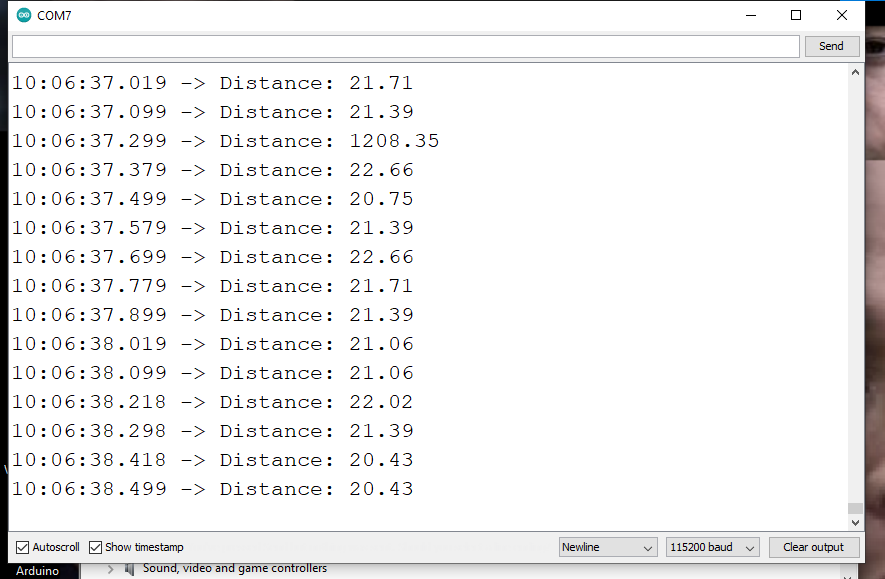 COM7
Send
10:06:37.019 -> Distance: 21.71
10:06:37.099 -> Distance: 21.39
10:06:37.299 -> Distance: 1208.35
10:06:37.379 -> Distance: 22.66
10:06:37.499 -> Distance: 20.75
10:06:37.579 -> Distance: 21.39
10:06:37.699 -> Distance: 22.66
10:06:37.779 -> Distance: 21.71
10:06:37.899 -> Distance: 21.39
10:06:38.019 -> Distance: 21.06
10:06:38.099 -> Distance: 21.06
10:06:38.218 -> Distance: 22.02
10:06:38.298 -> Distance: 21.39
10:06:38.418 -> Distance: 20.43
10:06:38.499 -> Distance: 20.43
Autoscroll Show timestamp Newline 115200 baud Clear output
Arduino Sound, video and game controllers